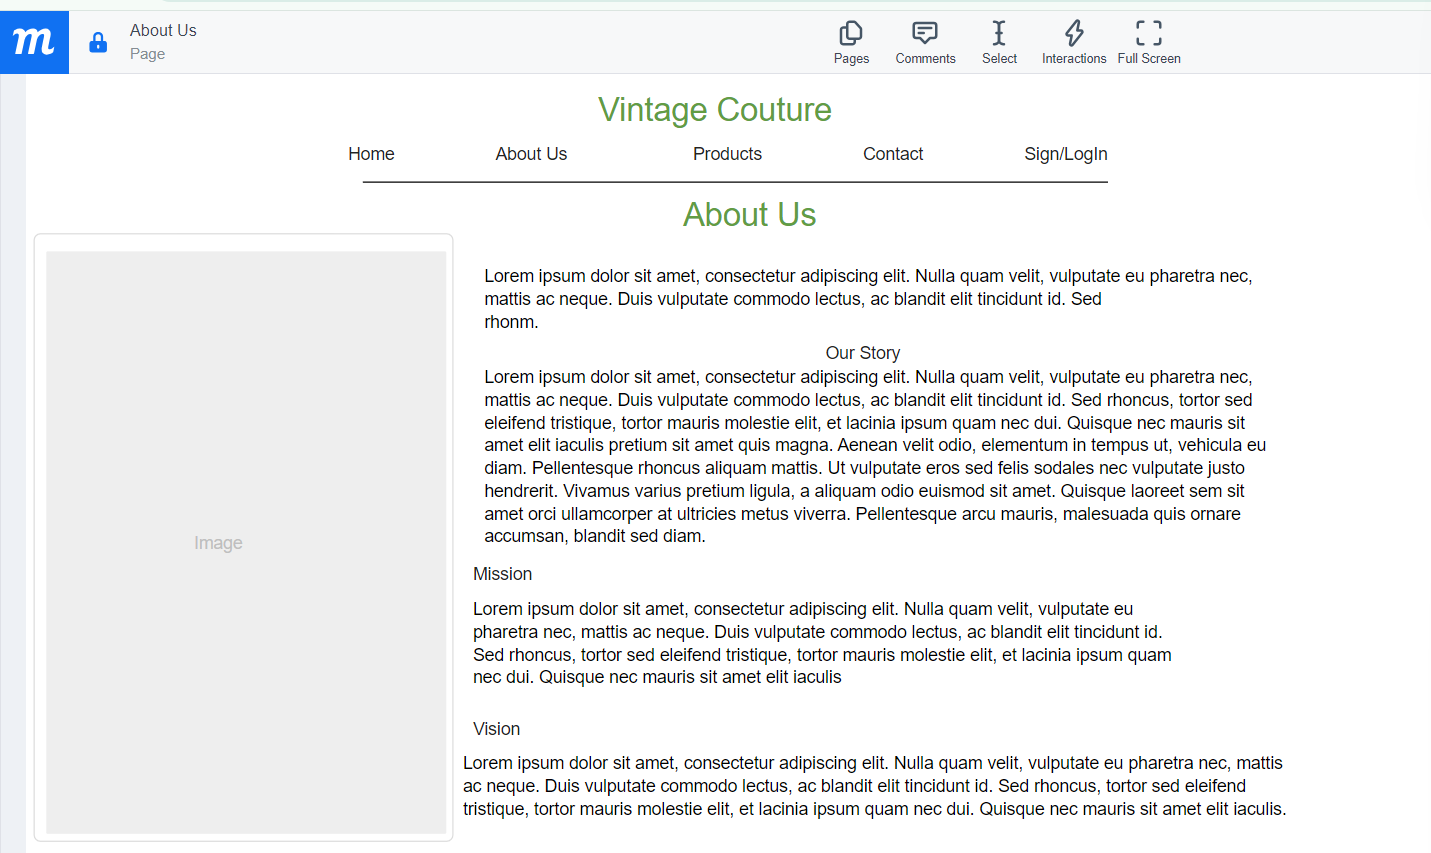 m
About Us
Page
Pages
Comments
Select
Interactions
Full Screen
Vintage Couture
Home
About Us
Products
Contact
Sign/LogIn
About Us
Image
Lorem ipsum dolor sit amet, consectetur adipiscing elit. Nulla quam velit, vulputate eu pharetra nec,
mattis ac neque. Duis vulputate commodo lectus, ac blandit elit tincidunt id. Sed
rhonm.
Our Story
Lorem ipsum dolor sit amet, consectetur adipiscing elit. Nulla quam velit, vulputate eu pharetra nec,
mattis ac neque. Duis vulputate commodo lectus, ac blandit elit tincidunt id. Sed rhoncus, tortor sed
eleifend tristique, tortor mauris molestie elit, et lacinia ipsum quam nec dui. Quisque nec mauris sit
amet elit iaculis pretium sit amet quis magna. Aenean velit odio, elementum in tempus ut, vehicula eu
diam. Pellentesque rhoncus aliquam mattis. Ut vulputate eros sed felis sodales nec vulputate justo
hendrerit. Vivamus varius pretium ligula, a aliquam odio euismod sit amet. Quisque laoreet sem sit
amet orci ullamcorper at ultricies metus viverra. Pellentesque arcu mauris, malesuada quis ornare
accumsan, blandit sed diam.
Mission
Lorem ipsum dolor sit amet, consectetur adipiscing elit. Nulla quam velit, vulputate eu
pharetra nec, mattis ac neque. Duis vulputate commodo lectus, ac blandit elit tincidunt id.
Sed rhoncus, tortor sed eleifend tristique, tortor mauris molestie elit, et lacinia ipsum quam
nec dui. Quisque nec mauris sit amet elit iaculis
Vision
Lorem ipsum dolor sit amet, consectetur adipiscing elit. Nulla quam velit, vulputate eu pharetra nec, mattis
ac neque. Duis vulputate commodo lectus, ac blandit elit tincidunt id. Sed rhoncus, tortor sed eleifend
tristique, tortor mauris molestie elit, et lacinia ipsum quam nec dui. Quisque nec mauris sit amet elit iaculis.